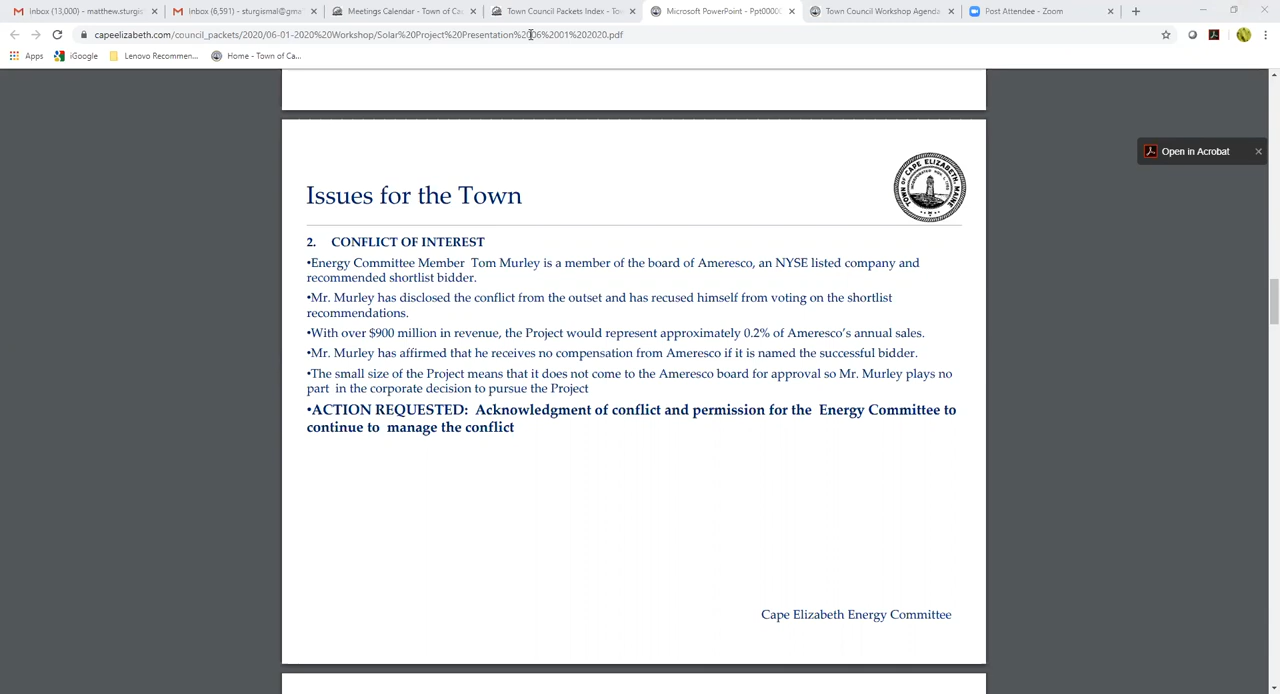 Inbox (13,000) - matthew.sturgis
Inbox (6,591) - sturgismal@gma
Meetings Calendar - Town of Ca
Town Council Packets Index - To
Microsoft PowerPoint - Ppt0000
Town Council Workshop Agenda
Post Attendee - Zoom
capeelizabeth.com/council_packets/2020/06-01-2020%20Workshop/Solar%20Project%20Presentation%2006%2001%202020.pdf
Apps
iGoogle
Lenovo Recommen...
Home - Town of Ca...
Open in Acrobat
TOWN OF CAPE ELIZABETH, MAINE
Issues for the Town
2. CONFLICT OF INTEREST
•Energy Committee Member Tom Murley is a member of the board of Ameresco, an NYSE listed company and
recommended shortlist bidder.
•Mr. Murley has disclosed the conflict from the outset and has recused himself from voting on the shortlist
recommendations.
•With over $900 million in revenue, the Project would represent approximately 0.2% of Ameresco's annual sales.
•Mr. Murley has affirmed that he receives no compensation from Ameresco if it is named the successful bidder.
•The small size of the Project means that it does not come to the Ameresco board for approval so Mr. Murley plays no
part in the corporate decision to pursue the Project
•ACTION REQUESTED: Acknowledgment of conflict and permission for the Energy Committee to
continue to manage the conflict
Cape Elizabeth Energy Committee